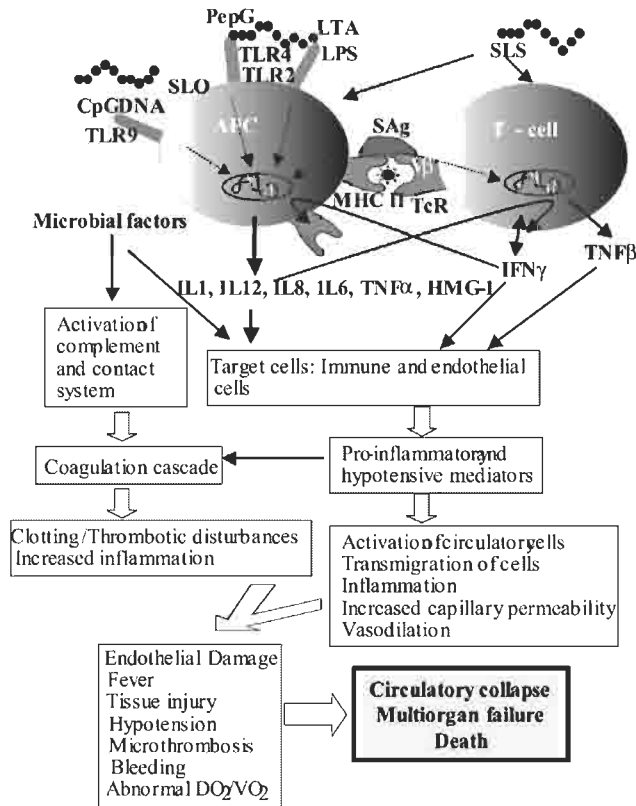 PepG
LTA
TLR4
LPS
TLR2
SLS
SLO
CpGDNA
TLR9
APC
SAg
T - cell
Vβ
MHC II
TcR
Microbial factors
IL1, IL12, IL8, IL6, TNFα, HMG-1
IFNγ
TNFβ
Activation of
complement
and contact
system
Target cells: Immune and endothelial
cells
Coagulation cascade
Pro-inflammatory and
hypotensive mediators
Clotting/Thrombotic disturbances
Increased inflammation
Activation of circulatory cells
Transmigration of cells
Inflammation
Increased capillary permeability
Vasodilation
Endothelial Damage
Fever
Tissue injury
Hypotension
Microthrombosis
Bleeding
Abnormal DO2/VO2
Circulatory collapse
Multiorgan failure
Death